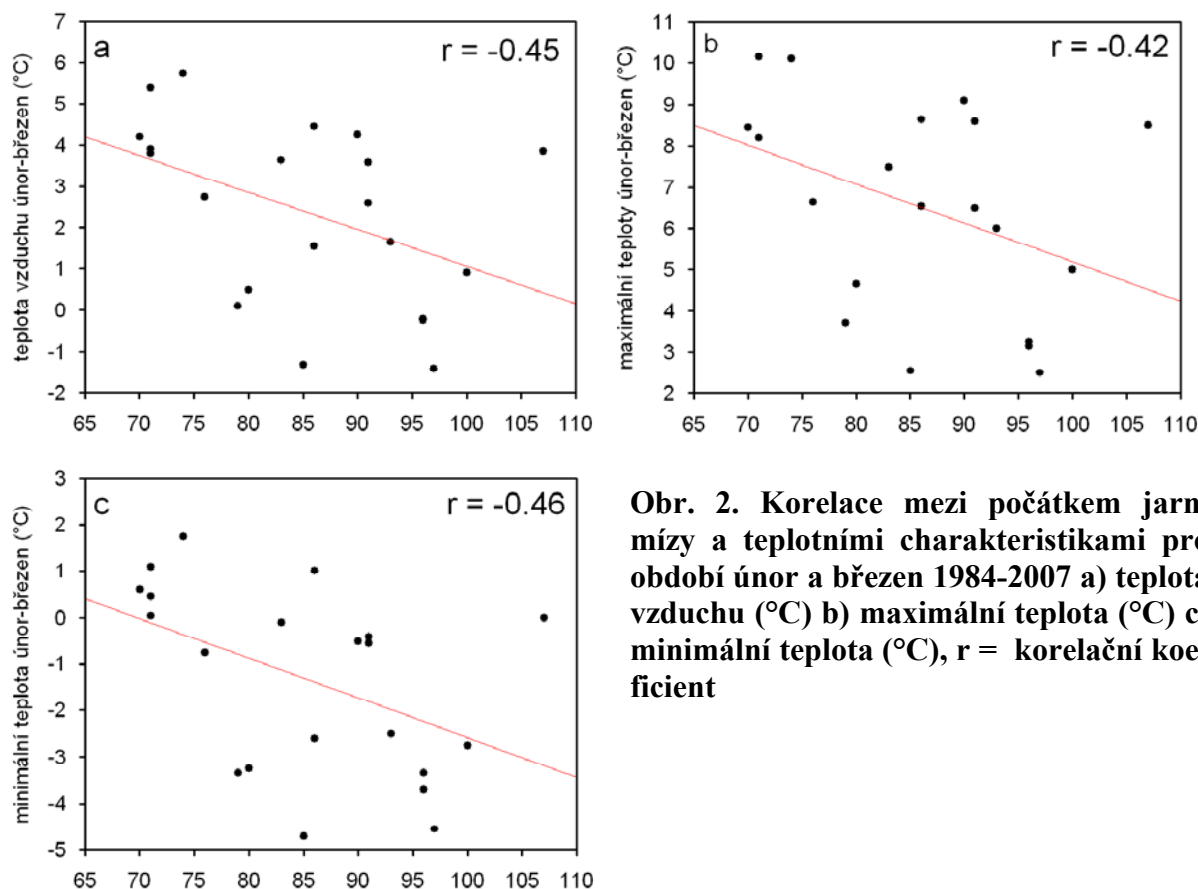 a
r = -0.45
teplota vzduchu únor-březen (°C)
7
6
5
4
3
2
1
0
-1
-2
65 70 75 80 85 90 95 100 105 110
b
r = -0.42
maximální teploty únor-březen (°C)
11
10
9
8
7
6
5
4
3
2
65 70 75 80 85 90 95 100 105 110
c
r = -0.46
minimální teplota únor-březen (°C)
3
2
1
0
-1
-2
-3
-4
-5
65 70 75 80 85 90 95 100 105 110
Obr. 2. Korelace mezi počátkem jarn
mízy a teplotními charakteristikami pro
období únor a březen 1984-2007 a) teplota
vzduchu (°C) b) maximální teplota (°C) c
minimální teplota (°C), r = korelační koe
ficient